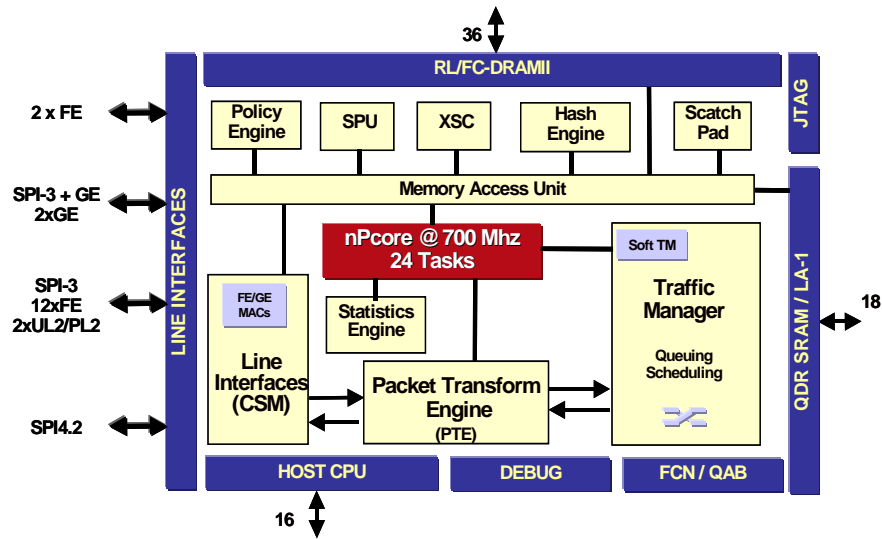 36
RL/FC-DRAMII
JTAG
LINE INTERFACES
2 x FE
SPI-3 + GE
2xGE
SPI-3
12xFE
2xUL2/PL2
SPI4.2
Policy
Engine
SPU
XSC
Hash
Engine
Scatch
Pad
Memory Access Unit
nPcore @ 700 Mhz
24 Tasks
Soft TM
Traffic
Manager
Queuing
Scheduling
FE/GE
MACs
Line
Interfaces
(CSM)
Statistics
Engine
Packet Transform
Engine
(PTE)
QDR SRAM / LA-1
18
HOST CPU
DEBUG
FCN / QAB
16